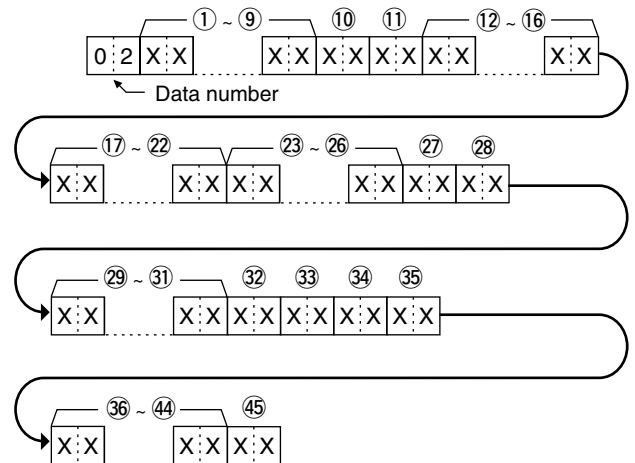 ① ~ ⑨ ⑩ ⑪ ⑫ ~ ⑯
0 2 X X X X X X X X X X X X
Data number
⑰ ~ ㉒ ㉓ ~ ㉖ ㉗ ㉘
X X X X X X X X X X X X
㉙ ~ ㉛ ㉜ ㉝ ㉞ ㉟
X X X X X X X X X X X X
㊱ ~ ㊹ ㊺
X X X X X X